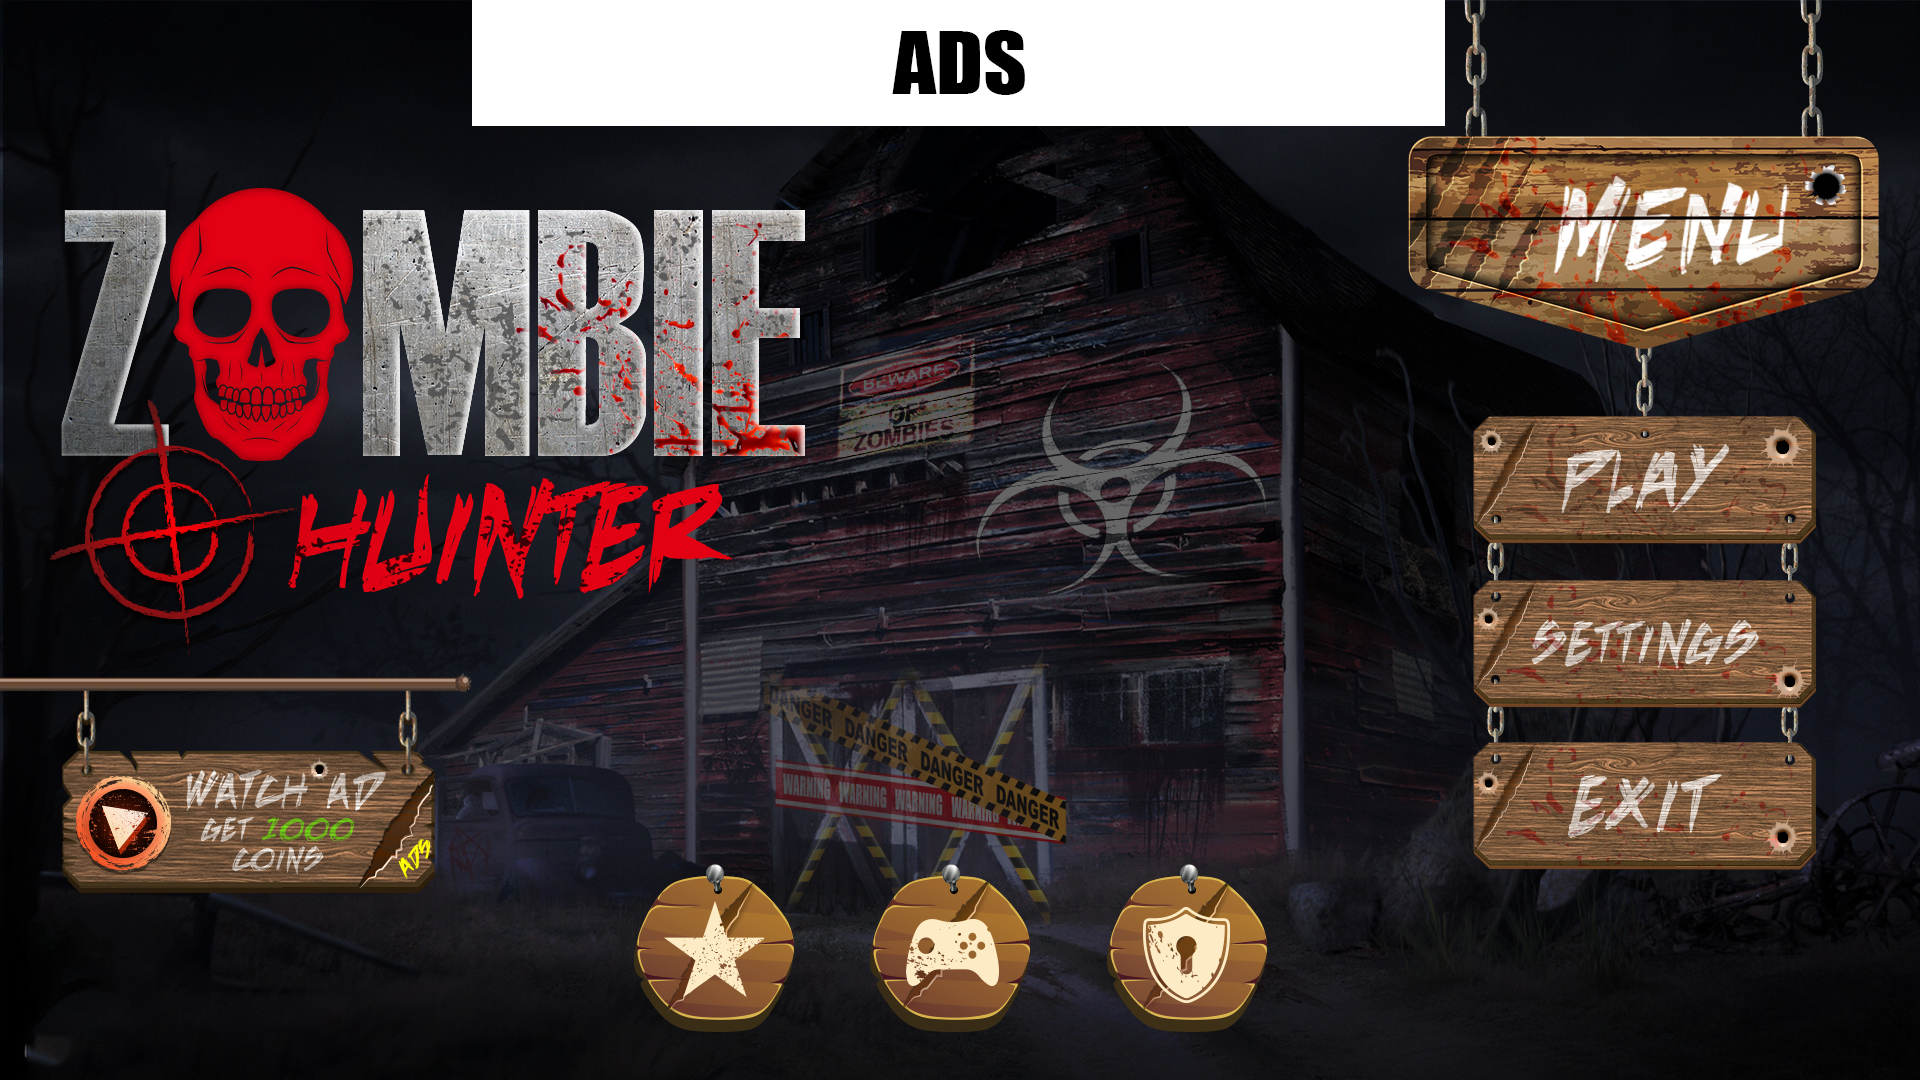 ADS
ZOMBIE
HUNTER
MENU
PLAY
SETTINGS
EXIT
BEWARE
OF
ZOMBIES
DANGER DANGER DANGER DANGER
WARNING WARNING WARNING WARNING
WATCH AD
GET 1000
COINS
ADS